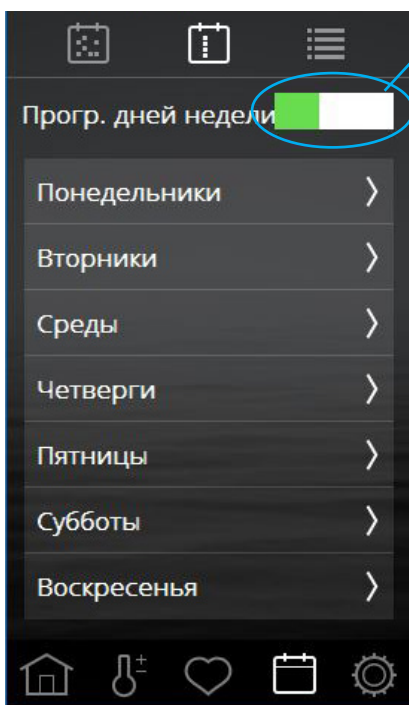 Прогр. дней недели
Понедельники
Вторники
Среды
Четверги
Пятницы
Субботы
Воскресенья